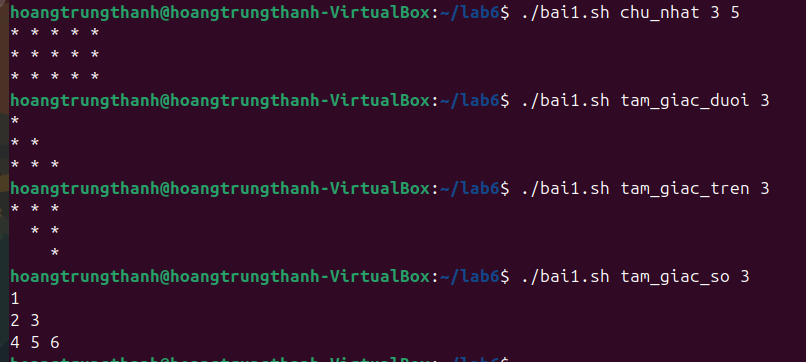 hoangtrungthanh@hoangtrungthanh-VirtualBox:~/lab6$ ./bai1.sh chu_nhat 3 5
* * * * *
* * * * *
* * * * *
hoangtrungthanh@hoangtrungthanh-VirtualBox:~/lab6$ ./bai1.sh tam_giac_duoi 3
*
* *
* * *
hoangtrungthanh@hoangtrungthanh-VirtualBox:~/lab6$ ./bai1.sh tam_giac_tren 3
* * *
  * *
    *
hoangtrungthanh@hoangtrungthanh-VirtualBox:~/lab6$ ./bai1.sh tam_giac_so 3
1
2 3
4 5 6